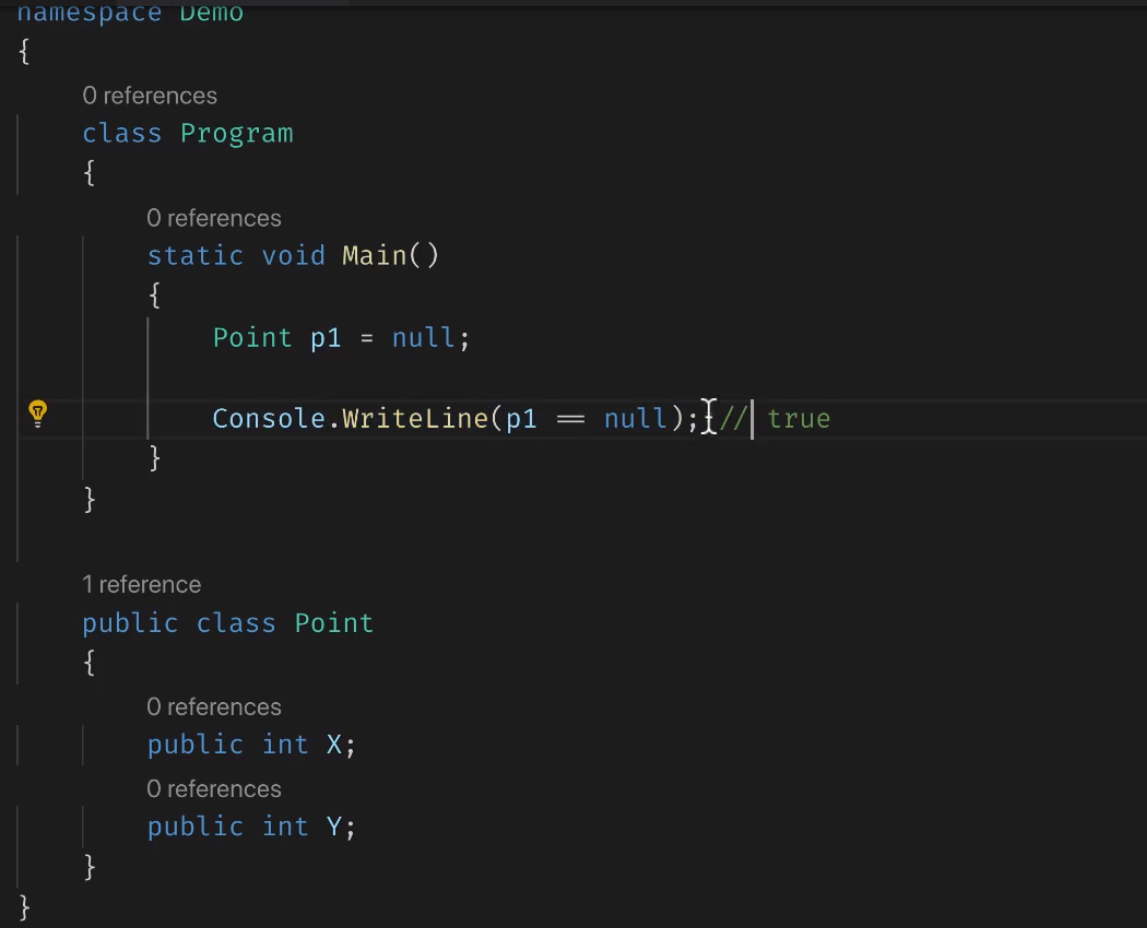 namespace Demo
{
0 references
class Program
{
0 references
static void Main()
{
Point p1 = null;
Console.WriteLine(p1 == null); // true
}
}
1 reference
public class Point
{
0 references
public int X;
0 references
public int Y;
}
}